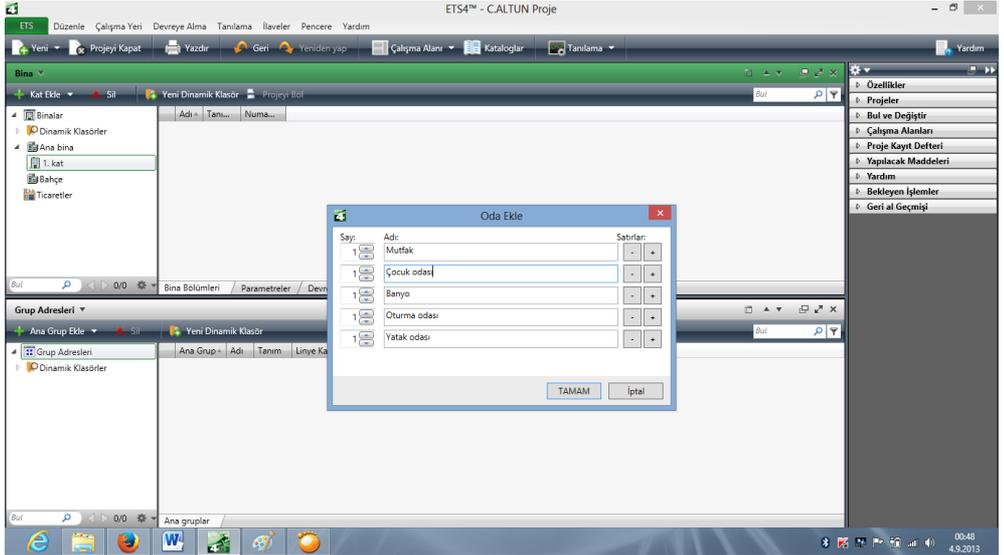 ETS4™ - C.ALTUN Proje
ETS Düzenle Çalışma Yeri Devreye Alma Tanılama İlaveler Pencere Yardım
Yeni Projeyi Kapat Yazdır Geri Yeniden yap Çalışma Alanı Kataloglar Tanılama Yardım
Bina
Kat Ekle Sil Yeni Dinamik Klasör Projeyi Böl Bul
Adı Tanı... Numa...
Binalar
Dinamik Klasörler
Ana bina
1. kat
Bahçe
Ticaretler
Bul 0/0
Bina Bölümleri Parametreler Devre
Özellikler
Projeler
Bul ve Değiştir
Çalışma Alanları
Proje Kayıt Defteri
Yapılacak Maddeleri
Yardım
Bekleyen İşlemler
Geri al Geçmişi
Oda Ekle
Say: Adı: Satırlar:
1 Mutfak - +
1 Çocuk odası - +
1 Banyo - +
1 Oturma odası - +
1 Yatak odası - +
TAMAM İptal
Grup Adresleri
Ana Grup Ekle Sil Yeni Dinamik Klasör Bul
Ana Grup Adı Tanım Linye Ka
Grup Adresleri
Dinamik Klasörler
Bul 0/0
Ana gruplar
00:48
4.9.2013